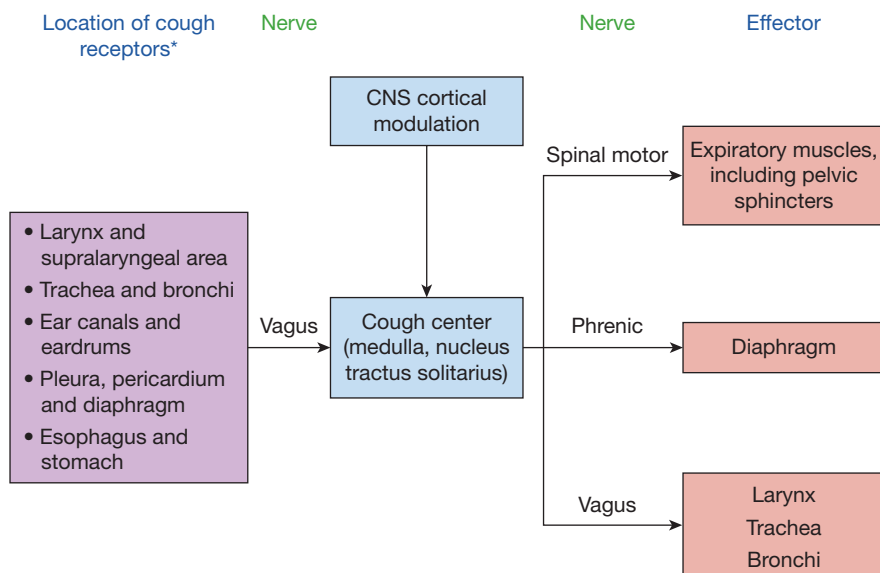 Location of cough
receptors*
Nerve
Nerve
Effector
CNS cortical
modulation
Spinal motor
Expiratory muscles,
including pelvic
sphincters
• Larynx and
supralaryngeal area
• Trachea and bronchi
• Ear canals and
eardrums
• Pleura, pericardium
and diaphragm
• Esophagus and
stomach
Vagus
Cough center
(medulla, nucleus
tractus solitarius)
Phrenic
Diaphragm
Vagus
Larynx
Trachea
Bronchi